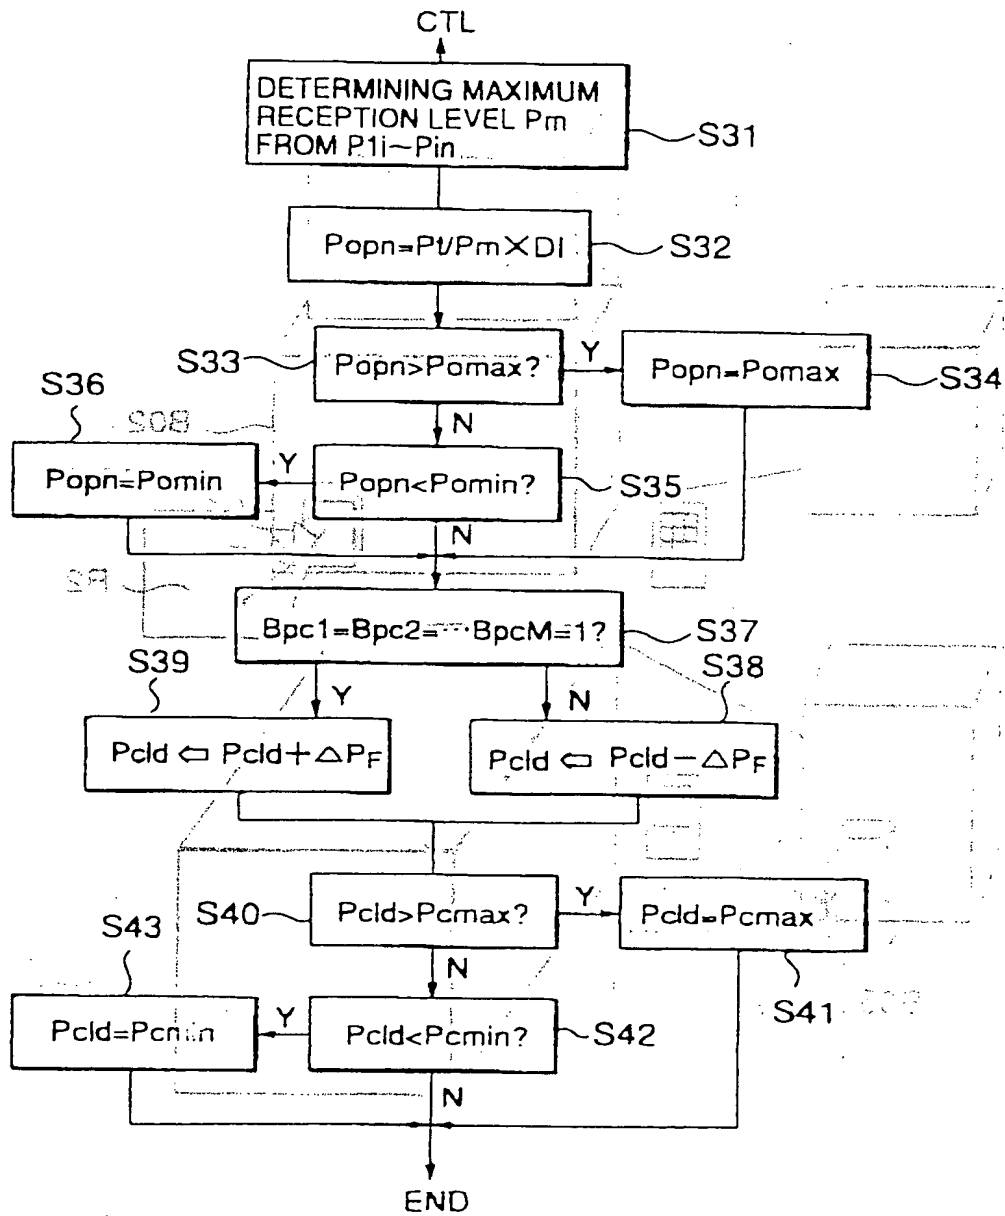 CTL
DETERMINING MAXIMUM
RECEPTION LEVEL Pm
FROM P1i~Pin
S31
Popn=Pt/Pm×DI
S32
S33
Popn>Pomax?
Y
Popn=Pomax
S34
N
S36
Popn=Pomin
Y
Popn<Pomin?
S35
N
Bpc1=Bpc2=···BpcM=1?
S37
S39
Y
N
S38
Pcld ⇦ Pcld+△PF
Pcld ⇦ Pcld−△PF
S40
Pcld>Pcmax?
Y
Pcld=Pcmax
S41
N
S43
Pcld=Pcmin
Y
Pcld<Pcmin?
S42
N
END